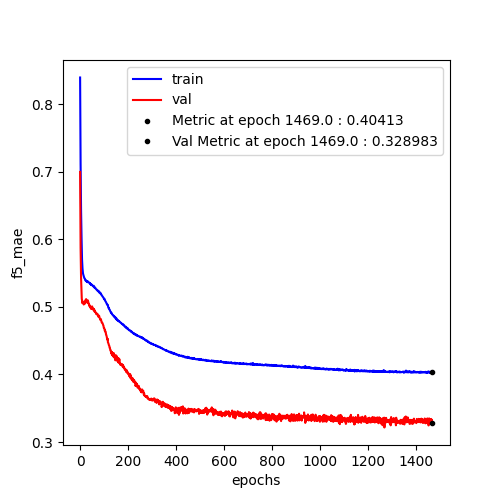 train
val
Metric at epoch 1469.0 : 0.40413
Val Metric at epoch 1469.0 : 0.328983
0.8
0.7
0.6
0.5
0.4
0.3
f5_mae
0 200 400 600 800 1000 1200 1400
epochs